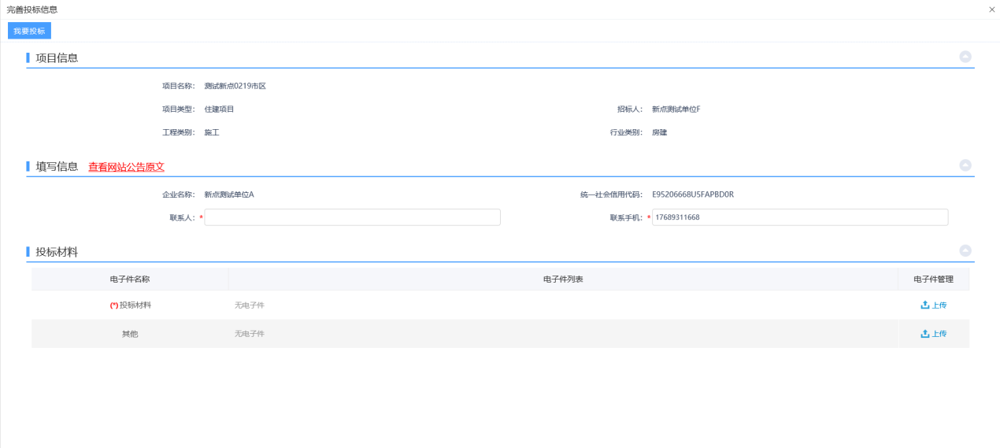 完善投标信息
我要投标
项目信息
项目名称： 测试新点0219市区
项目类型： 住建项目 招标人： 新点测试单位F
工程类别： 施工 行业类别： 房建
填写信息 查看网站公告原文
企业名称： 新点测试单位A 统一社会信用代码： E95206668U5FAPBD0R
联系人： * 联系手机： * 17689311668
投标材料
电子件名称 电子件列表 电子件管理
(*)投标材料 无电子件 上传
其他 无电子件 上传